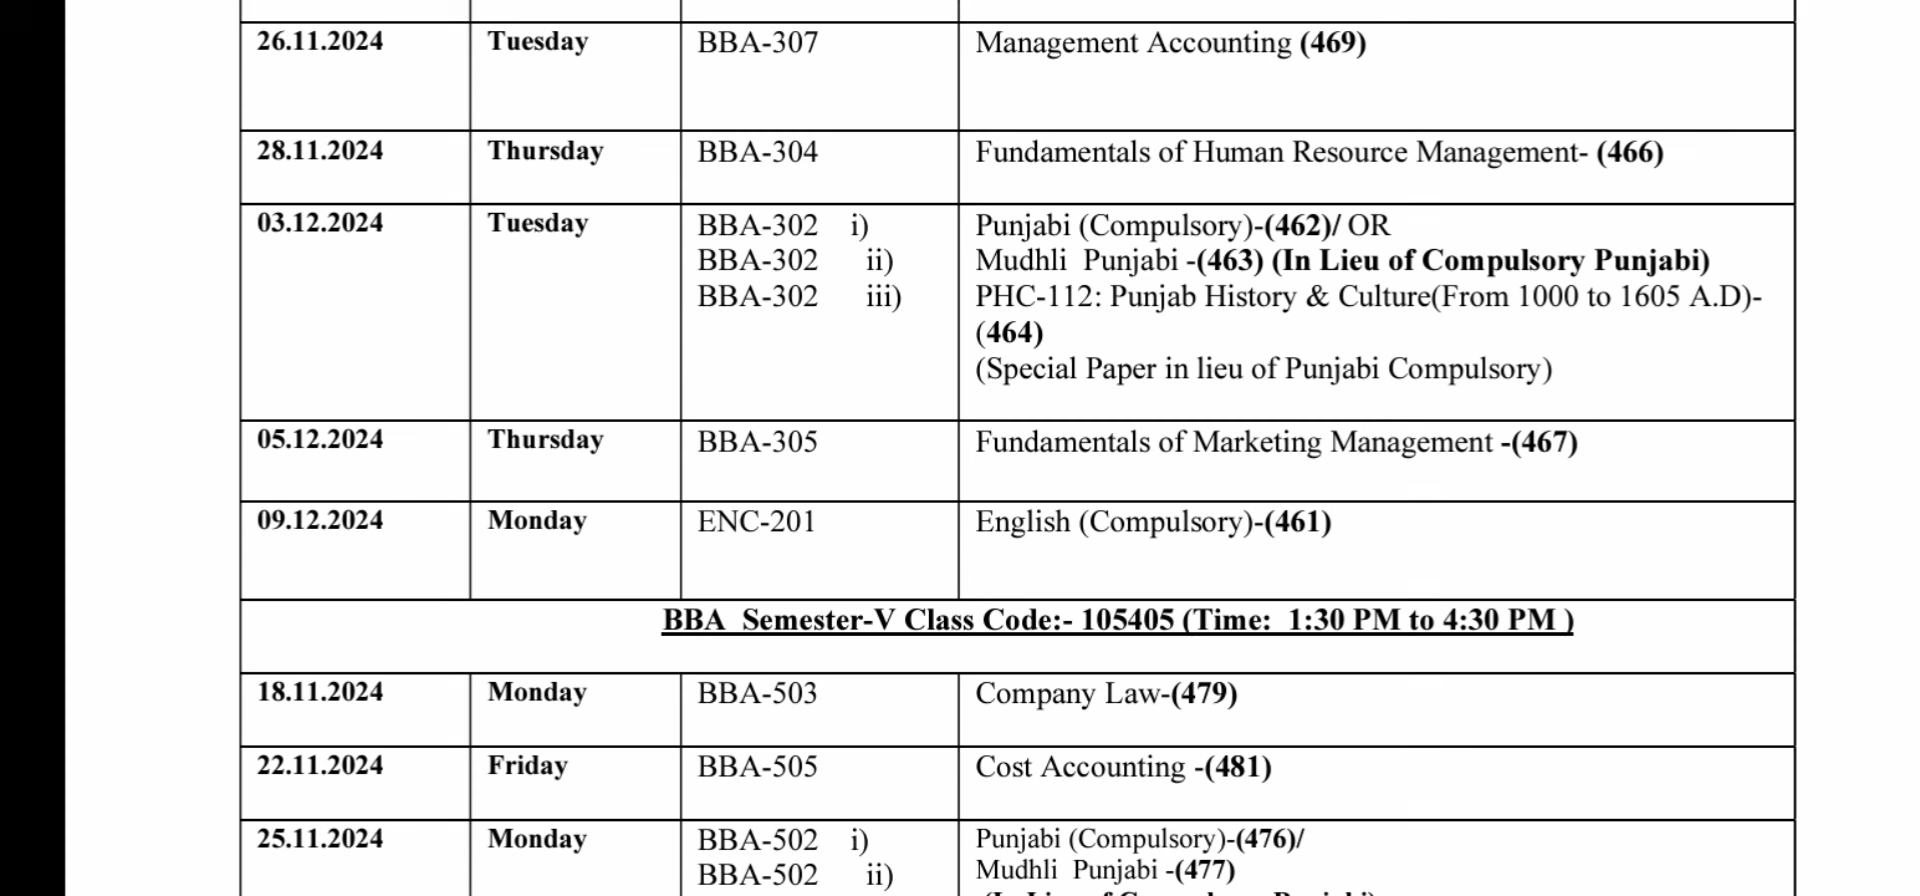 26.11.2024 Tuesday BBA-307 Management Accounting (469)
28.11.2024 Thursday BBA-304 Fundamentals of Human Resource Management- (466)
03.12.2024 Tuesday BBA-302 i) Punjabi (Compulsory)-(462)/ OR
BBA-302 ii) Mudhli Punjabi -(463) (In Lieu of Compulsory Punjabi)
BBA-302 iii) PHC-112: Punjab History & Culture(From 1000 to 1605 A.D)-
(464)
(Special Paper in lieu of Punjabi Compulsory)
05.12.2024 Thursday BBA-305 Fundamentals of Marketing Management -(467)
09.12.2024 Monday ENC-201 English (Compulsory)-(461)
BBA Semester-V Class Code:- 105405 (Time: 1:30 PM to 4:30 PM )
18.11.2024 Monday BBA-503 Company Law-(479)
22.11.2024 Friday BBA-505 Cost Accounting -(481)
25.11.2024 Monday BBA-502 i) Punjabi (Compulsory)-(476)/
BBA-502 ii) Mudhli Punjabi -(477)